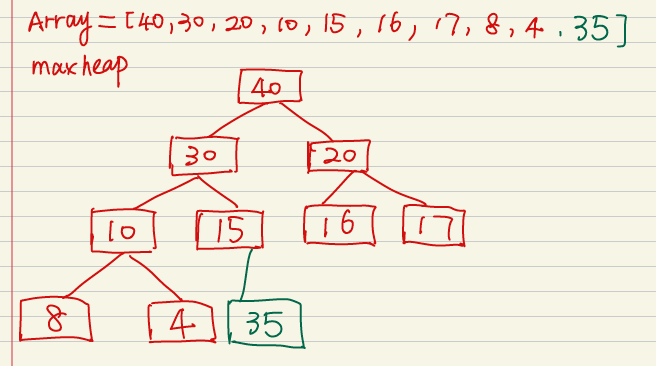 Array = [40, 30, 20, 10, 15, 16, 17, 8, 4, 35]
max heap
40
30 20
10 15 16 17
8 4 35